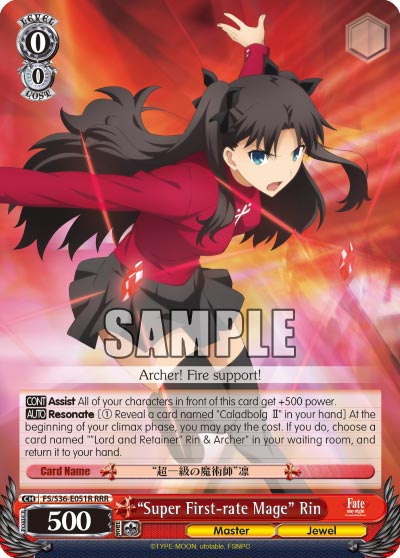 LEVEL
0
0
COST
SAMPLE
Archer! Fire support!
CONT Assist All of your characters in front of this card get +500 power.
AUTO Resonate [① Reveal a card named "Caladbolg Ⅱ" in your hand] At the
beginning of your climax phase, you may pay the cost. If you do, choose a
card named ""Lord and Retainer" Rin & Archer" in your waiting room, and
return it to your hand.
Card Name "超一級の魔術師"凛
CH FS/S36-E051R RRR
"Super First-rate Mage" Rin
Fate
stay night
500
POWER
Master
Jewel
©TYPE-MOON, ufotable, FSNPC